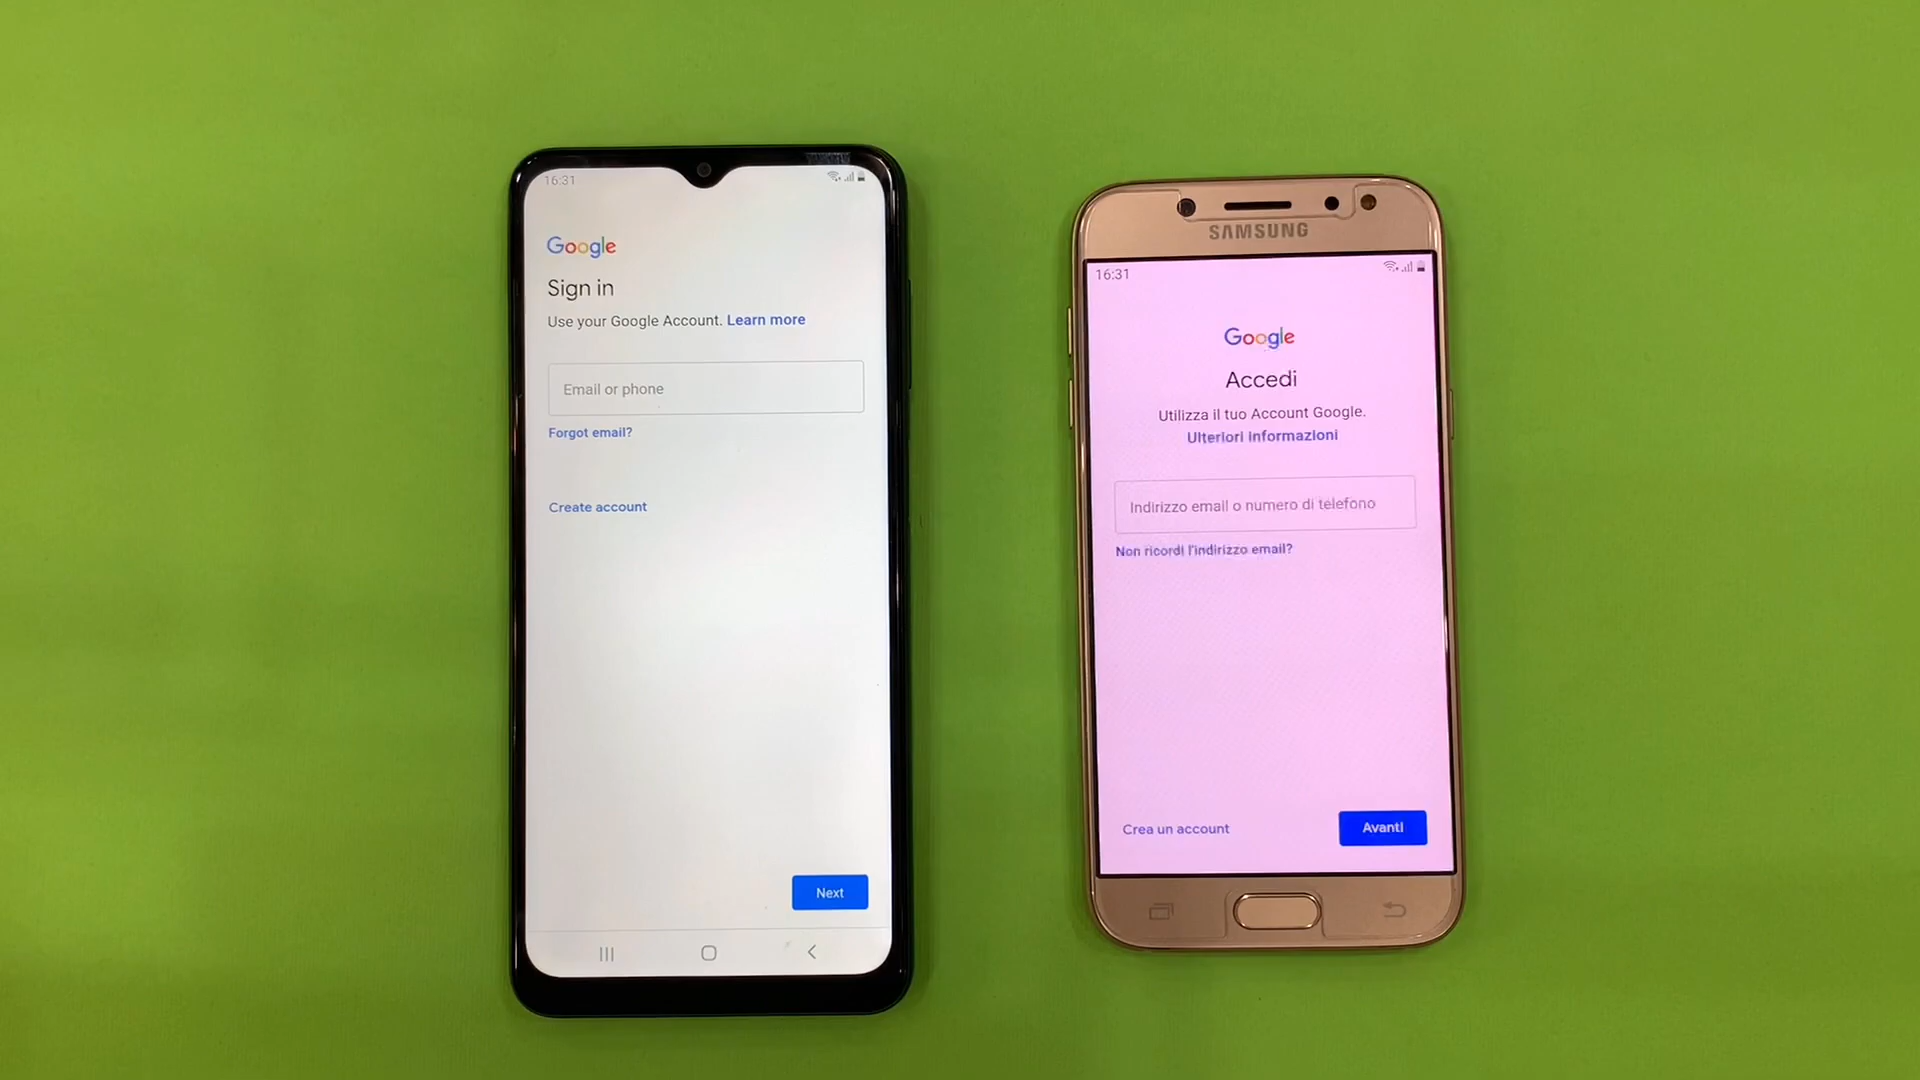 16:31
Google
Sign in
Use your Google Account. Learn more
Email or phone
Forgot email?
Create account
Next
SAMSUNG
16:31
Google
Accedi
Utilizza il tuo Account Google.
Ulteriori informazioni
Indirizzo email o numero di telefono
Non ricordi l'indirizzo email?
Crea un account
Avanti